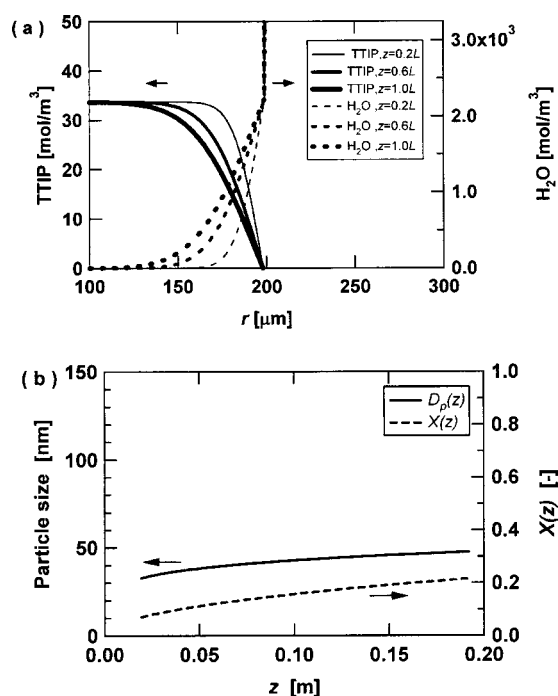 ( a )
50
40
30
20
10
0
TTIP [mol/m³]
TTIP, z=0.2L
TTIP, z=0.6L
TTIP, z=1.0L
H₂O , z=0.2L
H₂O , z=0.6L
H₂O , z=1.0L
3.0x10³
2.0
1.0
0.0
H₂O [mol/m³]
100
150
200
250
300
r [μm]
( b )
150
100
50
0
Particle size [nm]
Dₚ(z)
X(z)
1.0
0.8
0.6
0.4
0.2
0.0
X(z) [-]
0.00
0.05
0.10
0.15
0.20
z [m]